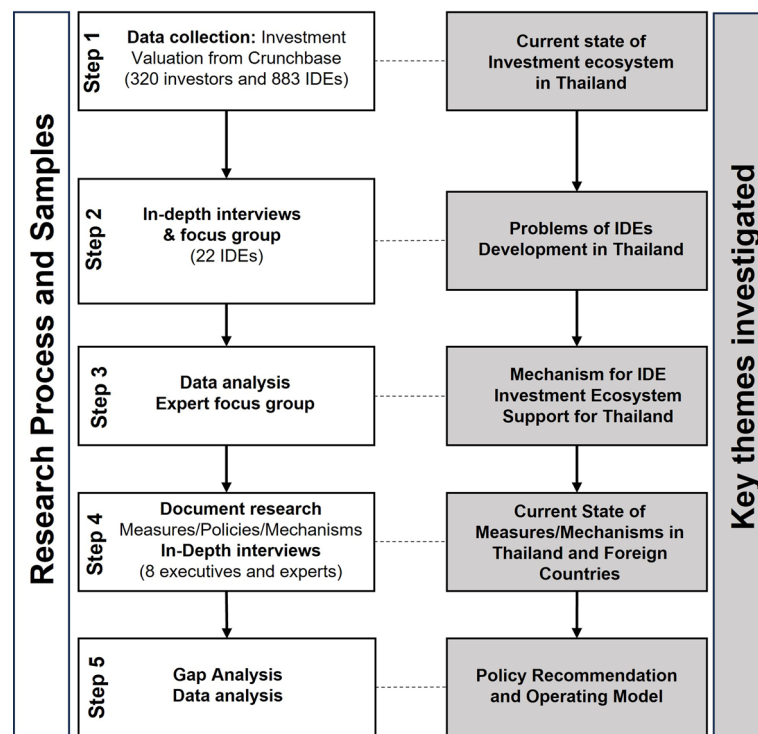 Research Process and Samples
Step 1
Data collection: Investment
Valuation from Crunchbase
(320 investors and 883 IDEs)
Current state of
Investment ecosystem
in Thailand
Step 2
In-depth interviews
& focus group
(22 IDEs)
Problems of IDEs
Development in Thailand
Step 3
Data analysis
Expert focus group
Mechanism for IDE
Investment Ecosystem
Support for Thailand
Step 4
Document research
Measures/Policies/Mechanisms
In-Depth interviews
(8 executives and experts)
Current State of
Measures/Mechanisms in
Thailand and Foreign
Countries
Step 5
Gap Analysis
Data analysis
Policy Recommendation
and Operating Model
Key themes investigated